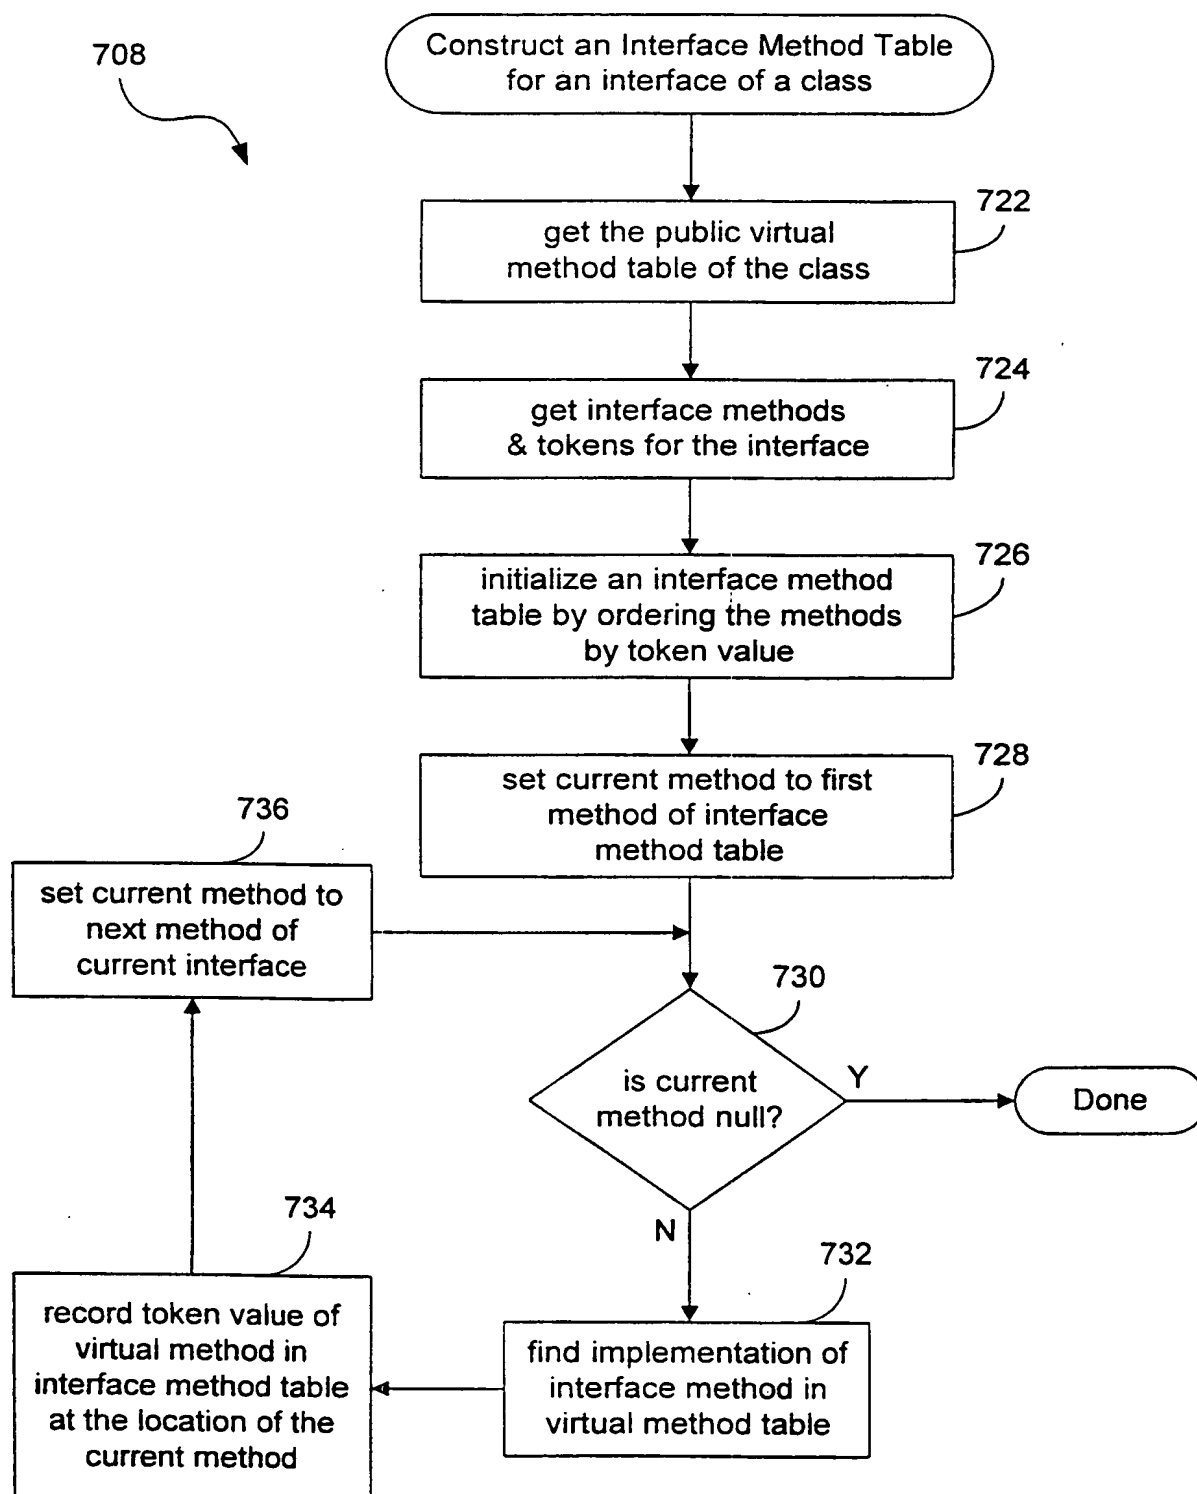 708
Construct an Interface Method Table
for an interface of a class
722
get the public virtual
method table of the class
724
get interface methods
& tokens for the interface
726
initialize an interface method
table by ordering the methods
by token value
728
set current method to first
method of interface
method table
736
set current method to
next method of
current interface
730
is current
method null?
Y
Done
N
732
find implementation of
interface method in
virtual method table
734
record token value of
virtual method in
interface method table
at the location of the
current method